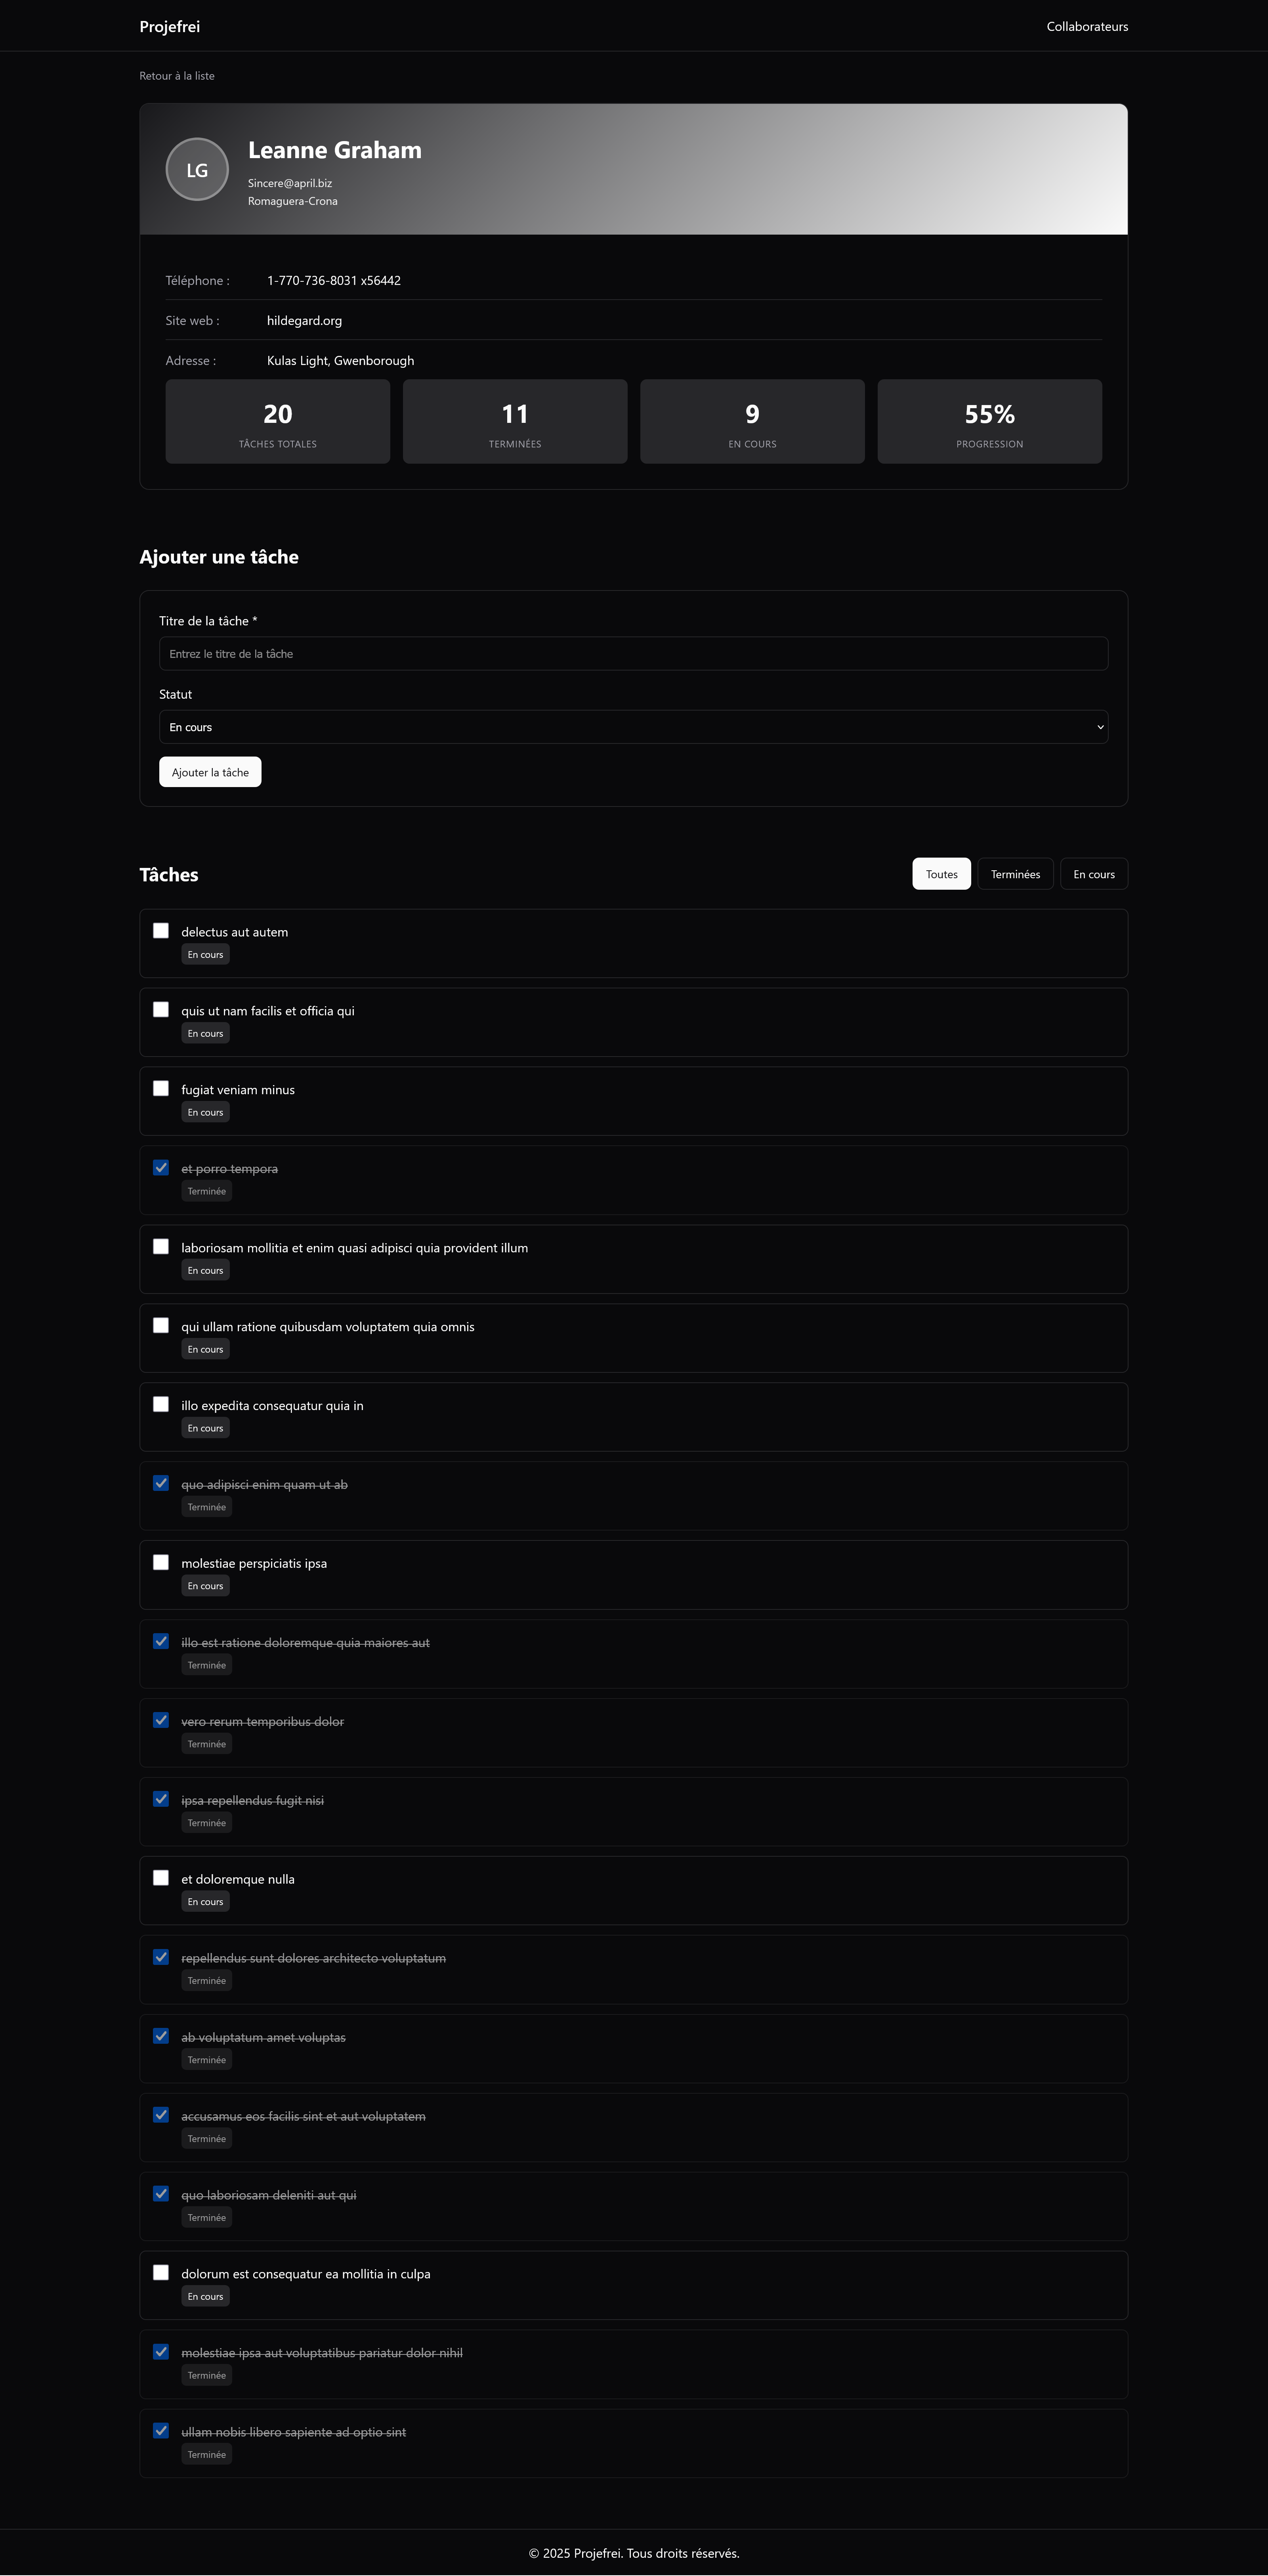 Projefrei
Collaborateurs
Retour à la liste
LG
Leanne Graham
Sincere@april.biz
Romaguera-Crona
Téléphone : 1-770-736-8031 x56442
Site web : hildegard.org
Adresse : Kulas Light, Gwenborough
20
TÂCHES TOTALES
11
TERMINÉES
9
EN COURS
55%
PROGRESSION
Ajouter une tâche
Titre de la tâche *
Entrez le titre de la tâche
Statut
En cours
Ajouter la tâche
Tâches
Toutes
Terminées
En cours
delectus aut autem
En cours
quis ut nam facilis et officia qui
En cours
fugiat veniam minus
En cours
et porro tempora
Terminée
laboriosam mollitia et enim quasi adipisci quia provident illum
En cours
qui ullam ratione quibusdam voluptatem quia omnis
En cours
illo expedita consequatur quia in
En cours
quo adipisci enim quam ut ab
Terminée
molestiae perspiciatis ipsa
En cours
illo est ratione doloremque quia maiores aut
Terminée
vero rerum temporibus dolor
Terminée
ipsa repellendus fugit nisi
Terminée
et doloremque nulla
En cours
repellendus sunt dolores architecto voluptatum
Terminée
ab voluptatum amet voluptas
Terminée
accusamus eos facilis sint et aut voluptatem
Terminée
quo laboriosam deleniti aut qui
Terminée
dolorum est consequatur ea mollitia in culpa
En cours
molestiae ipsa aut voluptatibus pariatur dolor nihil
Terminée
ullam nobis libero sapiente ad optio sint
Terminée
© 2025 Projefrei. Tous droits réservés.